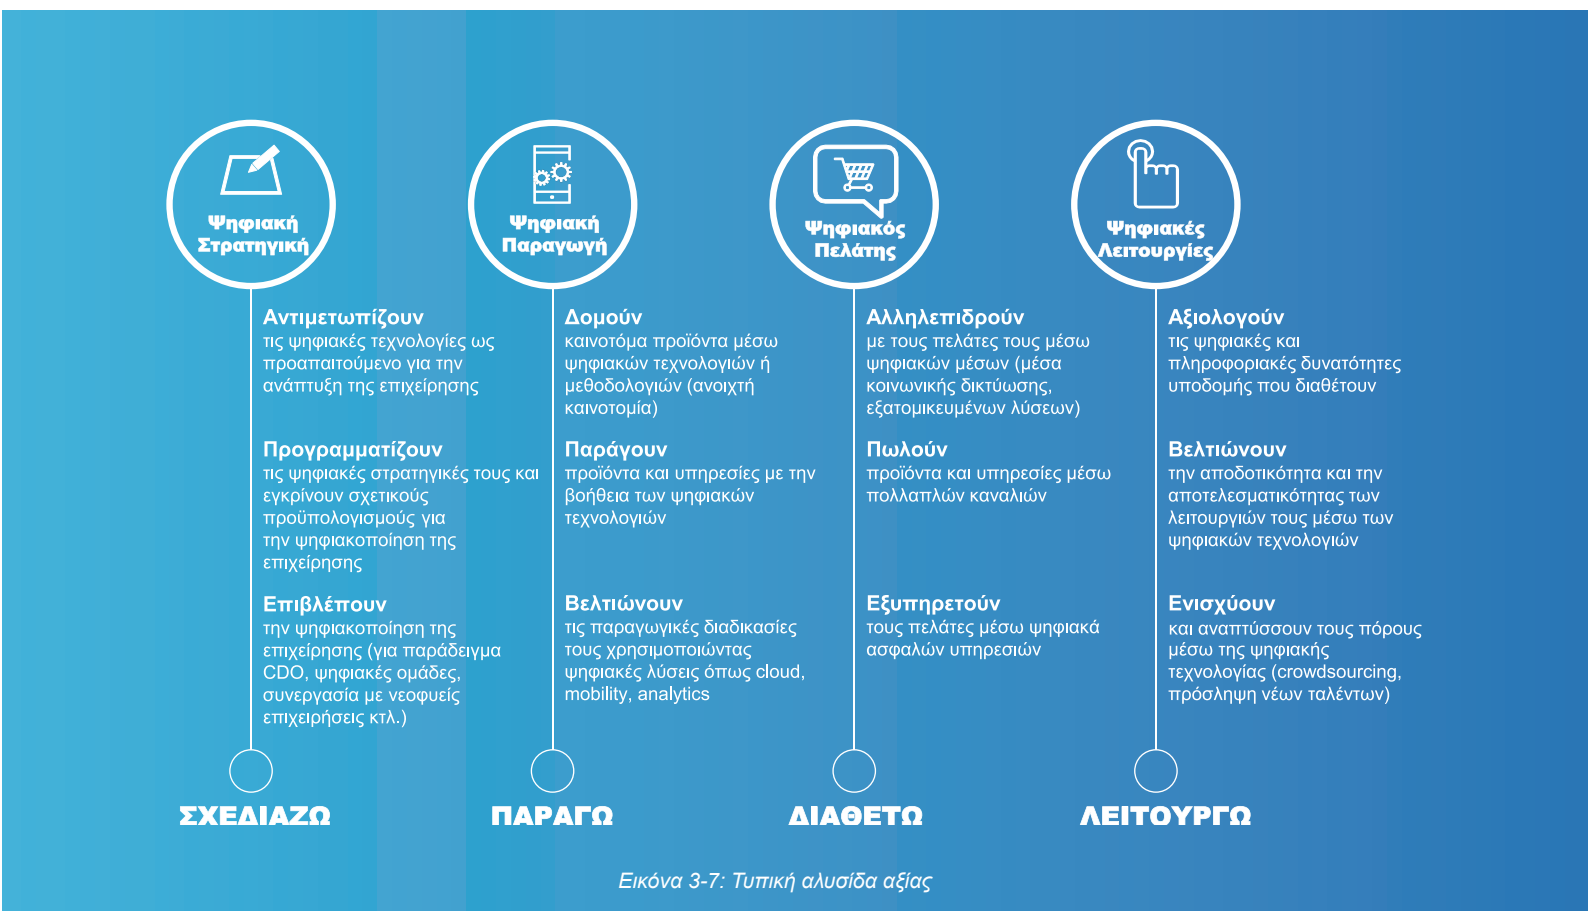 Ψηφιακή
Στρατηγική
Αντιμετωπίζουν
τις ψηφιακές τεχνολογίες ως
προαπαιτούμενο για την
ανάπτυξη της επιχείρησης
Προγραμματίζουν
τις ψηφιακές στρατηγικές τους και
εγκρίνουν σχετικούς
προϋπολογισμούς για
την ψηφιακοποίηση της
επιχείρησης
Επιβλέπουν
την ψηφιακοποίηση της
επιχείρησης (για παράδειγμα
CDO, ψηφιακές ομάδες,
συνεργασία με νεοφυείς
επιχειρήσεις κτλ.)
ΣΧΕΔΙΑΖΩ
Ψηφιακή
Παραγωγή
Δομούν
καινοτόμα προϊόντα μέσω
ψηφιακών τεχνολογιών ή
μεθοδολογιών (ανοιχτή
καινοτομία)
Παράγουν
προϊόντα και υπηρεσίες με την
βοήθεια των ψηφιακών
τεχνολογιών
Βελτιώνουν
τις παραγωγικές διαδικασίες
τους χρησιμοποιώντας
ψηφιακές λύσεις όπως cloud,
mobility, analytics
ΠΑΡΑΓΩ
Ψηφιακός
Πελάτης
Αλληλεπιδρούν
με τους πελάτες τους μέσω
ψηφιακών μέσων (μέσα
κοινωνικής δικτύωσης,
εξατομικευμένων λύσεων)
Πωλούν
προϊόντα και υπηρεσίες μέσω
πολλαπλών καναλιών
Εξυπηρετούν
τους πελάτες μέσω ψηφιακά
ασφαλών υπηρεσιών
ΔΙΑΘΕΤΩ
Ψηφιακές
Λειτουργίες
Αξιολογούν
τις ψηφιακές και
πληροφοριακές δυνατότητες
υποδομής που διαθέτουν
Βελτιώνουν
την αποδοτικότητα και την
αποτελεσματικότητας των
λειτουργιών τους μέσω των
ψηφιακών τεχνολογιών
Ενισχύουν
και αναπτύσσουν τους πόρους
μέσω της ψηφιακής
τεχνολογίας (crowdsourcing,
πρόσληψη νέων ταλέντων)
ΛΕΙΤΟΥΡΓΩ
Εικόνα 3-7: Τυπική αλυσίδα αξίας